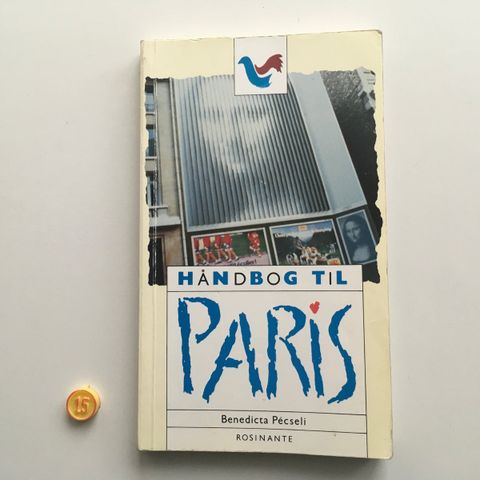 HÅNDBOG TIL
PARIS
Benedicta Pécseli
ROSINANTE
15